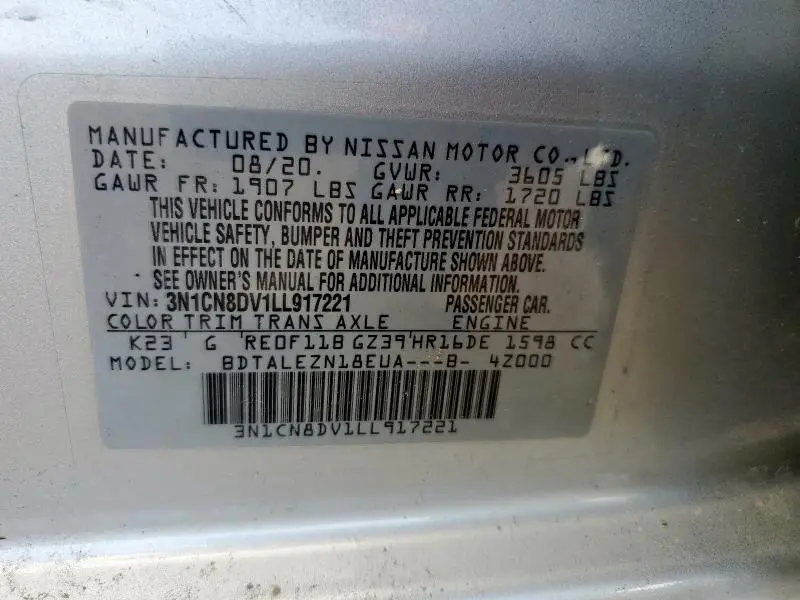 MANUFACTURED BY NISSAN MOTOR CO., LTD.
DATE: 08/20. GVWR: 3605 LBS
GAWR FR: 1907 LBS GAWR RR: 1720 LBS
THIS VEHICLE CONFORMS TO ALL APPLICABLE FEDERAL MOTOR
VEHICLE SAFETY, BUMPER AND THEFT PREVENTION STANDARDS
IN EFFECT ON THE DATE OF MANUFACTURE SHOWN ABOVE.
SEE OWNER'S MANUAL FOR ADDITIONAL INFORMATION.
VIN: 3N1CN8DV1LL917221 PASSENGER CAR.
COLOR TRIM TRANS AXLE ENGINE
K23 G RE0F11B GZ39 HR16DE 1598 CC
MODEL: BDTALEZN18EUA---B- 4Z000
3N1CN8DV1LL917221